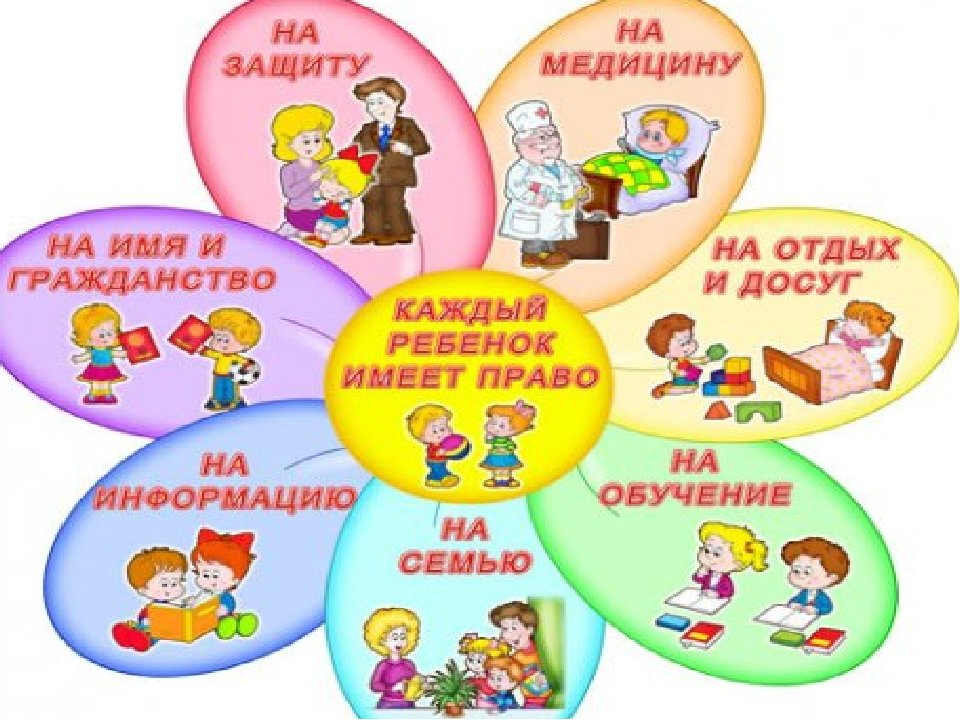 НА
ЗАЩИТУ
НА
МЕДИЦИНУ
НА ИМЯ И
ГРАЖДАНСТВО
НА ОТДЫХ
И ДОСУГ
КАЖДЫЙ
РЕБЕНОК
ИМЕЕТ ПРАВО
НА
ИНФОРМАЦИЮ
НА
ОБУЧЕНИЕ
НА
СЕМЬЮ